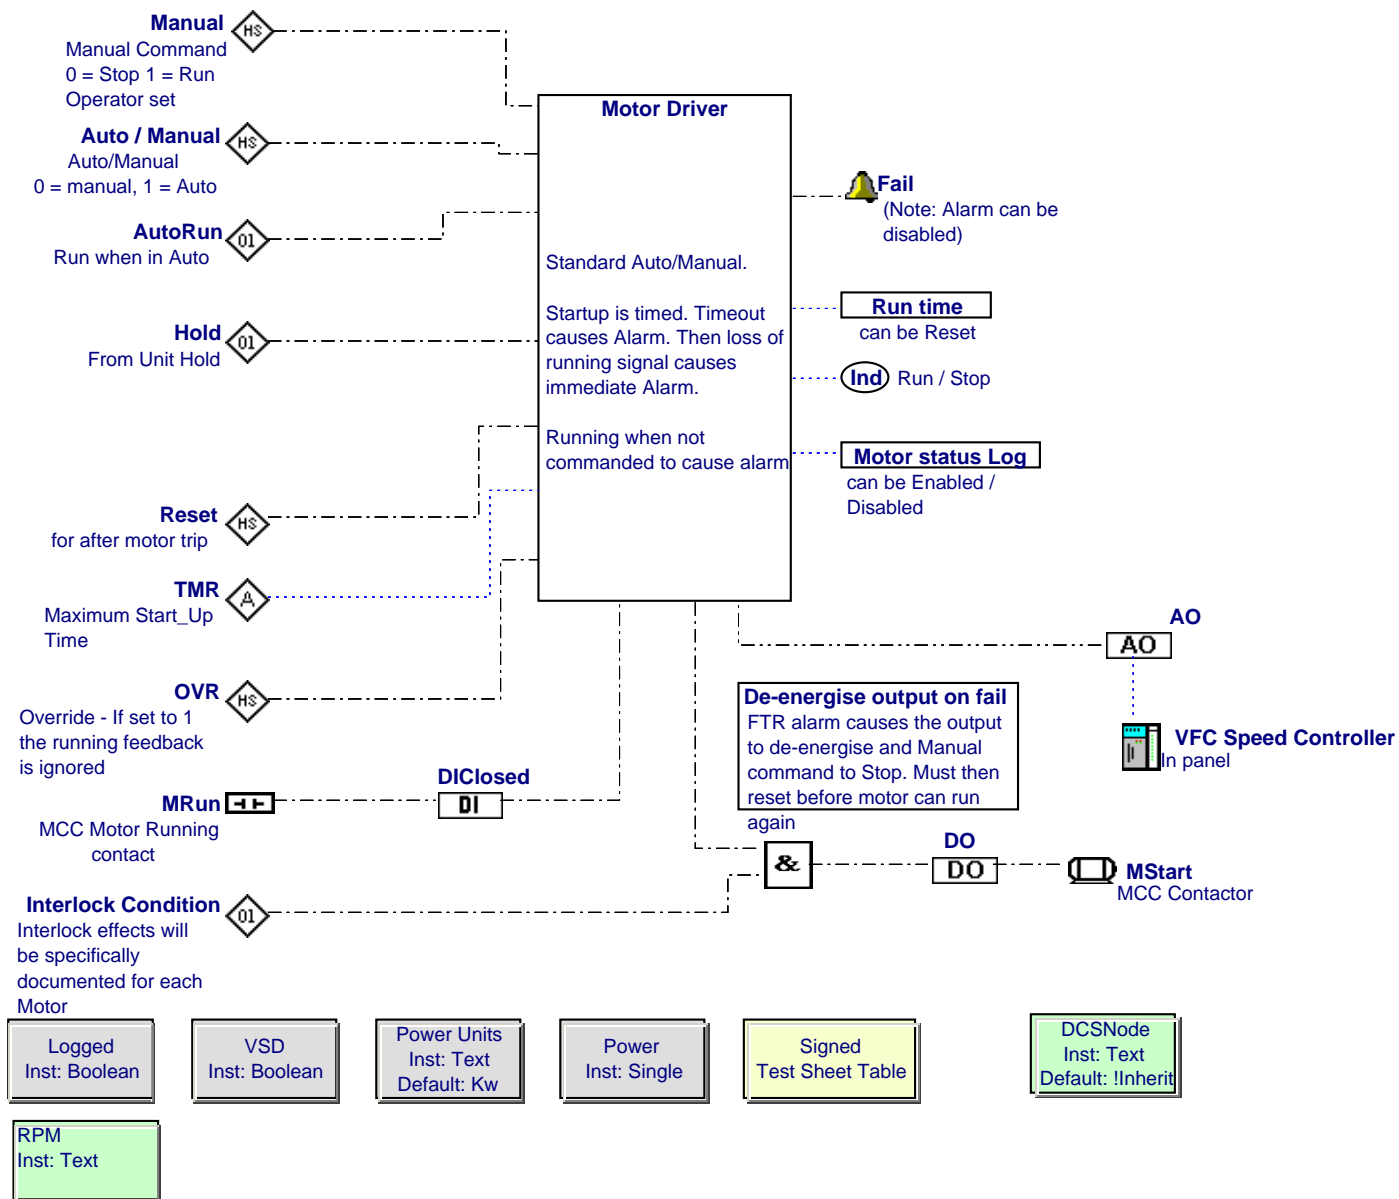 Manual
HS
Manual Command
0 = Stop 1 = Run
Operator set
Auto / Manual
HS
Auto/Manual
0 = manual, 1 = Auto
AutoRun
01
Run when in Auto
Hold
01
From Unit Hold
Reset
HS
for after motor trip
TMR
A
Maximum Start_Up
Time
OVR
HS
Override - If set to 1
the running feedback
is ignored
MRun
MCC Motor Running
contact
DIClosed
DI
Interlock Condition
01
Interlock effects will
be specifically
documented for each
Motor
Motor Driver
Standard Auto/Manual.
Startup is timed. Timeout
causes Alarm. Then loss of
running signal causes
immediate Alarm.
Running when not
commanded to cause alarm
Fail
(Note: Alarm can be
disabled)
Run time
can be Reset
Ind
Run / Stop
Motor status Log
can be Enabled /
Disabled
AO
AO
VFC Speed Controller
In panel
De-energise output on fail
FTR alarm causes the output
to de-energise and Manual
command to Stop. Must then
reset before motor can run
again
&
DO
DO
MStart
MCC Contactor
Logged
Inst: Boolean
VSD
Inst: Boolean
Power Units
Inst: Text
Default: Kw
Power
Inst: Single
Signed
Test Sheet Table
DCSNode
Inst: Text
Default: !Inherit
RPM
Inst: Text